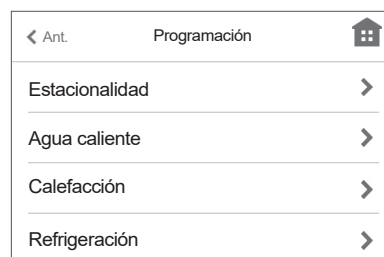 Ant. Programación
Estacionalidad
Agua caliente
Calefacción
Refrigeración